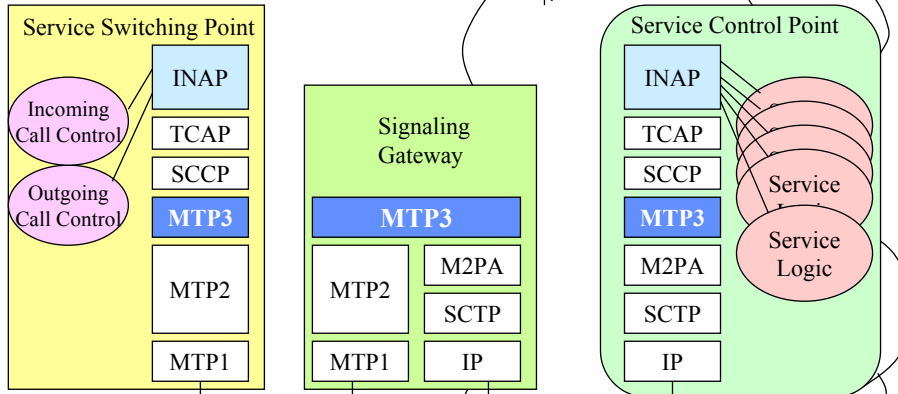 Service Switching Point
INAP
Incoming
Call Control
TCAP
SCCP
Outgoing
Call Control
MTP3
MTP2
MTP1
Signaling
Gateway
MTP3
MTP2
M2PA
SCTP
MTP1
IP
Service Control Point
INAP
TCAP
SCCP
MTP3
M2PA
SCTP
IP
Service
Service
Logic